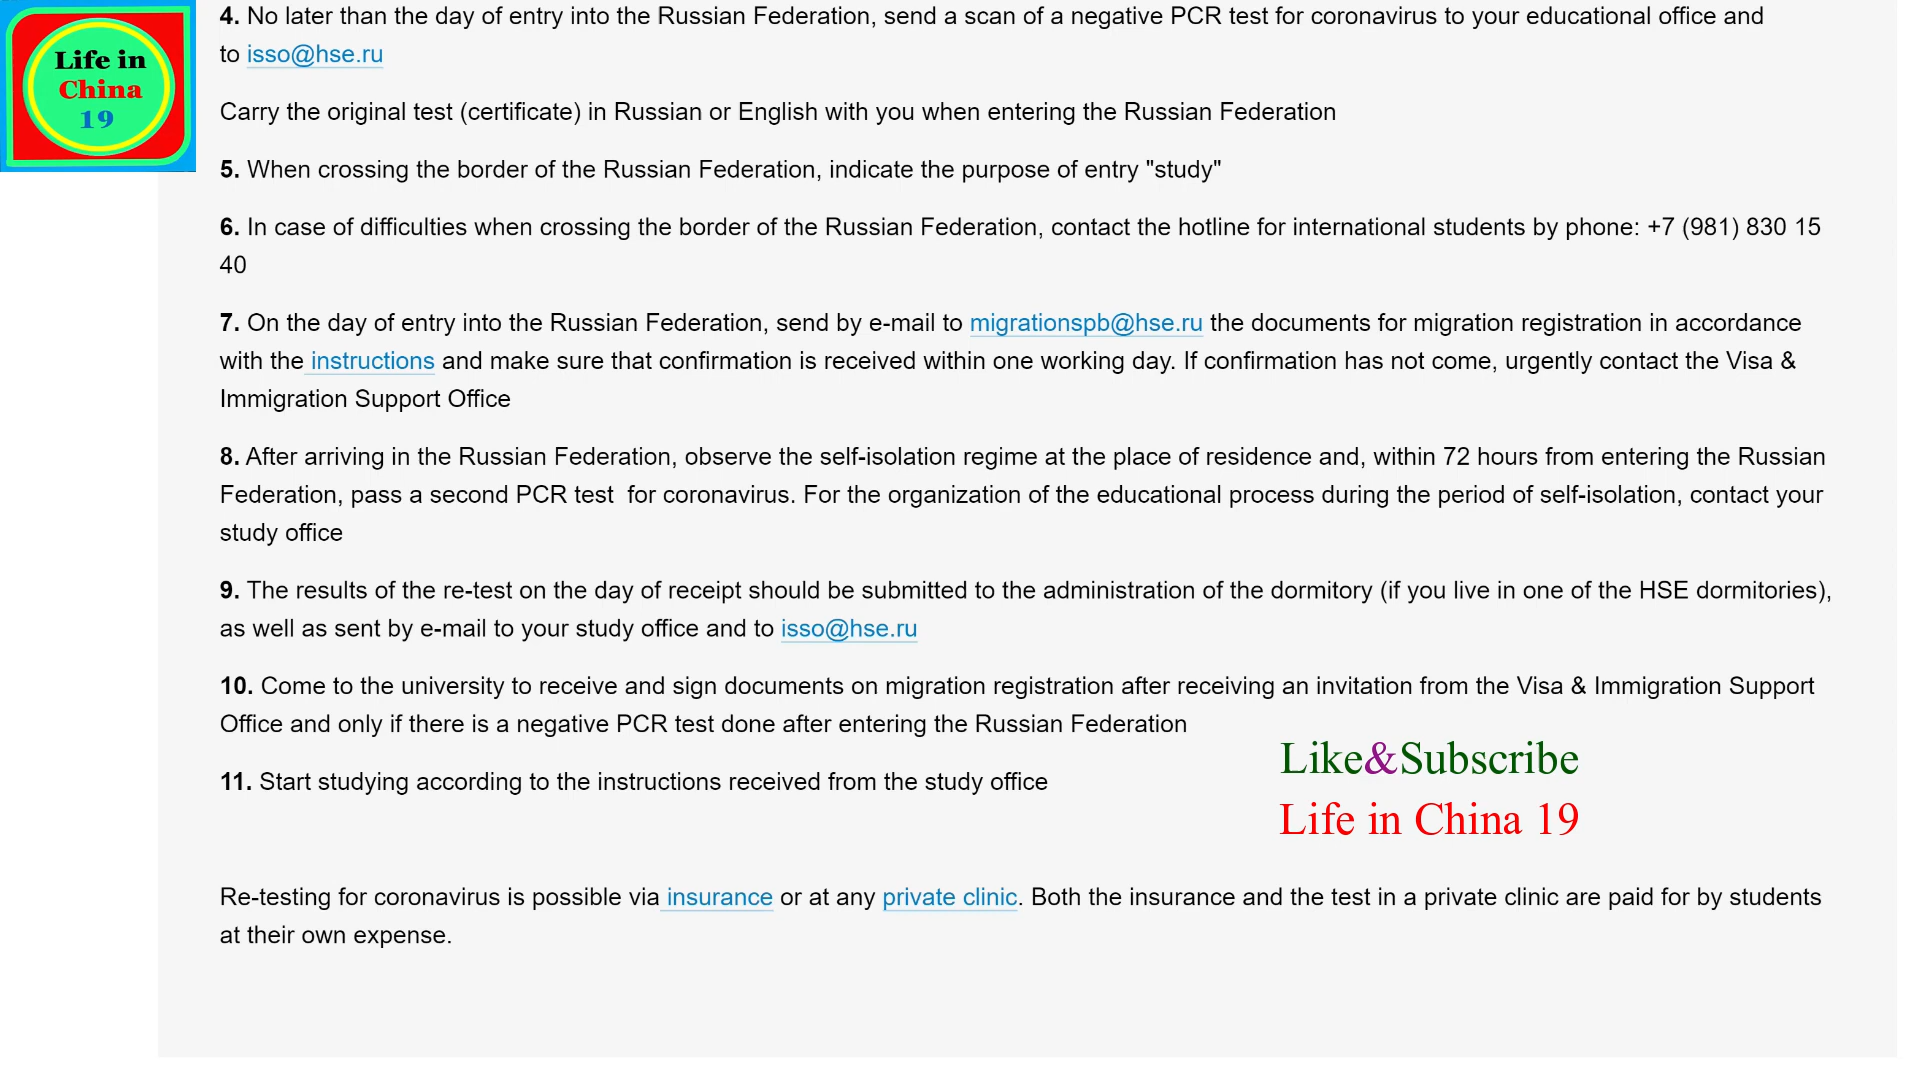 Life in
China
19
4. No later than the day of entry into the Russian Federation, send a scan of a negative PCR test for coronavirus to your educational office and
to isso@hse.ru
Carry the original test (certificate) in Russian or English with you when entering the Russian Federation
5. When crossing the border of the Russian Federation, indicate the purpose of entry "study"
6. In case of difficulties when crossing the border of the Russian Federation, contact the hotline for international students by phone: +7 (981) 830 15
40
7. On the day of entry into the Russian Federation, send by e-mail to migrationspb@hse.ru the documents for migration registration in accordance
with the instructions and make sure that confirmation is received within one working day. If confirmation has not come, urgently contact the Visa &
Immigration Support Office
8. After arriving in the Russian Federation, observe the self-isolation regime at the place of residence and, within 72 hours from entering the Russian
Federation, pass a second PCR test  for coronavirus. For the organization of the educational process during the period of self-isolation, contact your
study office
9. The results of the re-test on the day of receipt should be submitted to the administration of the dormitory (if you live in one of the HSE dormitories),
as well as sent by e-mail to your study office and to isso@hse.ru
10. Come to the university to receive and sign documents on migration registration after receiving an invitation from the Visa & Immigration Support
Office and only if there is a negative PCR test done after entering the Russian Federation
11. Start studying according to the instructions received from the study office
Like&Subscribe
Life in China 19
Re-testing for coronavirus is possible via insurance or at any private clinic. Both the insurance and the test in a private clinic are paid for by students
at their own expense.